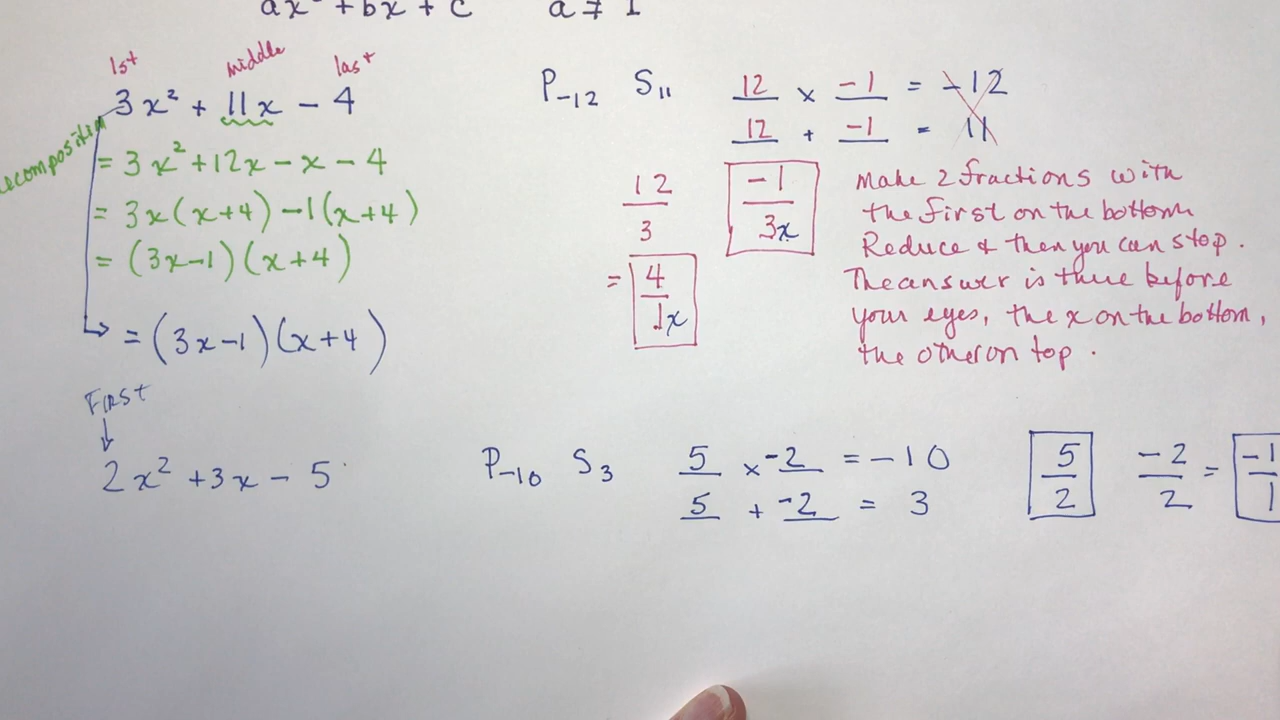 ax² + bx + c a ≠ 1
1st middle last
3x² + 11x - 4
= 3x² + 12x - x - 4
= 3x(x+4) -1(x+4)
= (3x-1)(x+4)
= (3x-1)(x+4)
P₋₁₂ S₁₁
12 × -1 = -12
12 + -1 = 11
12/3 -1/3x
= 4/1x
Make 2 fractions with
the first on the bottom
Reduce & then you can stop.
The answer is there before
your eyes, the x on the bottom,
the other on top.
First
2x² + 3x - 5
P₋₁₀ S₃
5 × -2 = -10
5 + -2 = 3
5/2 -2/2 = -1/1